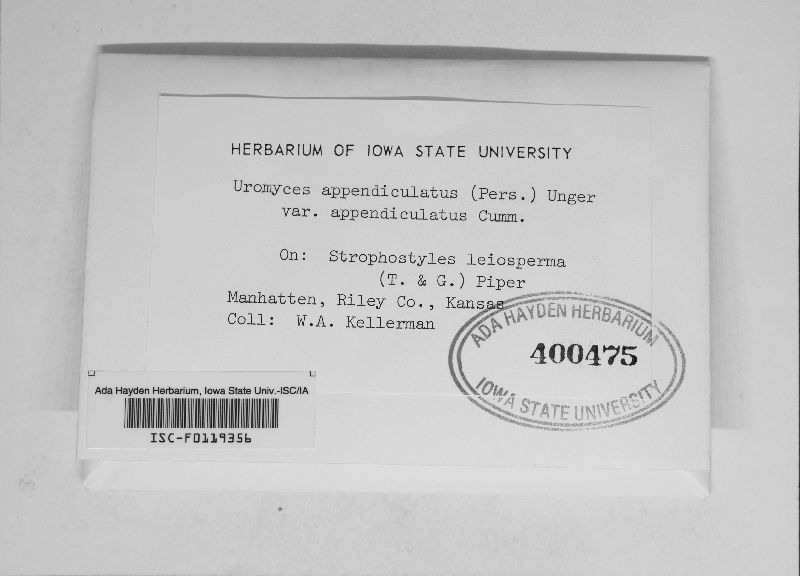 HERBARIUM OF IOWA STATE UNIVERSITY
Uromyces appendiculatus (Pers.) Unger
var. appendiculatus Cumm.
On: Strophostyles leiosperma
(T. & G.) Piper
Manhatten, Riley Co., Kansas
Coll: W.A. Kellerman
ADA HAYDEN HERBARIUM
400475
IOWA STATE UNIVERSITY
Ada Hayden Herbarium, Iowa State Univ.-ISC/IA
ISC-F0119356